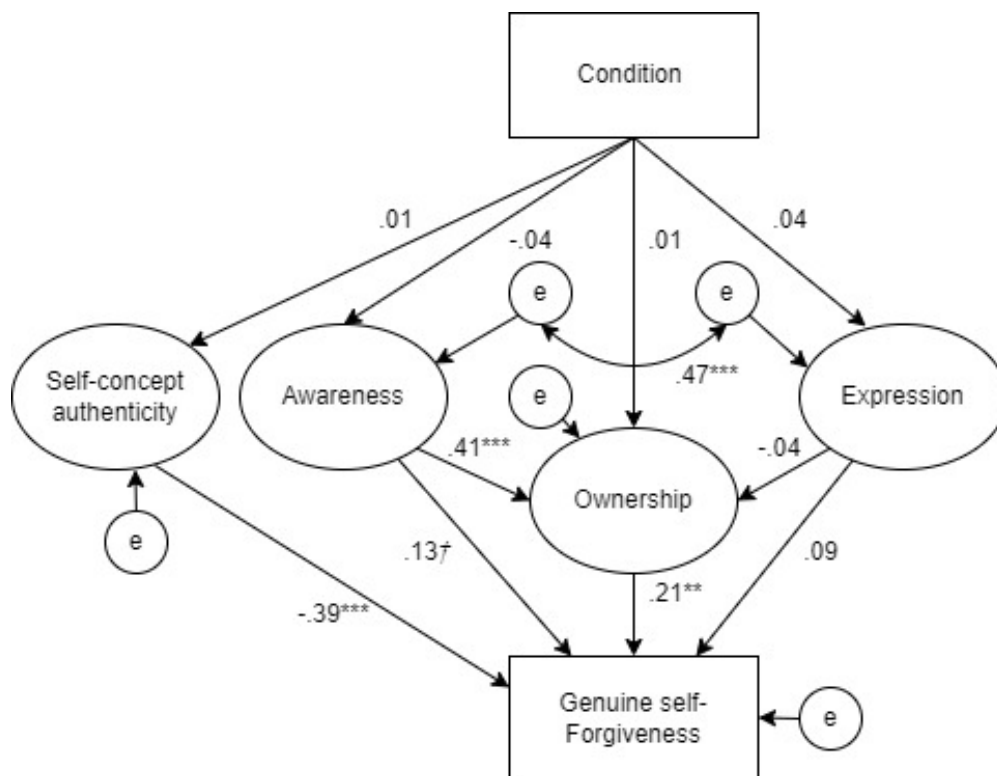 Condition
.01
-.04
.01
.04
e
e
Self-concept
authenticity
Awareness
e
.47***
Expression
.41***
-.04
Ownership
e
.13†
.09
.21**
-.39***
Genuine self-
Forgiveness
e